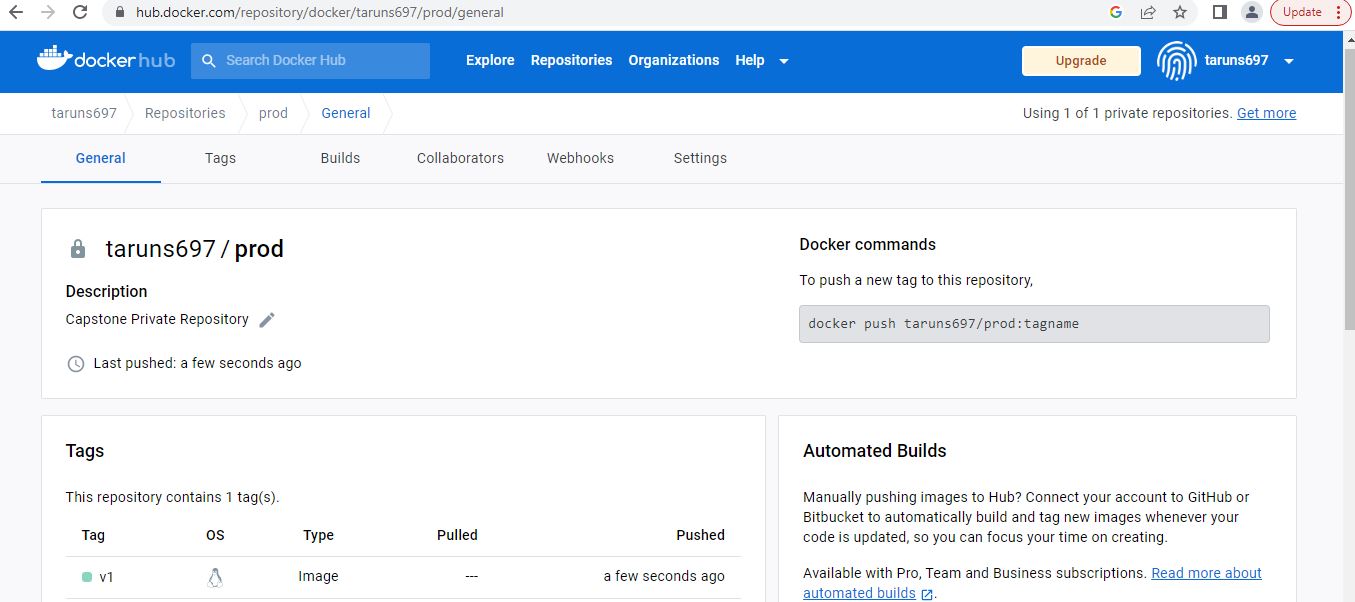 hub.docker.com/repository/docker/taruns697/prod/general
Update
docker hub
Search Docker Hub
Explore
Repositories
Organizations
Help
Upgrade
taruns697
taruns697
Repositories
prod
General
Using 1 of 1 private repositories. Get more
General
Tags
Builds
Collaborators
Webhooks
Settings
taruns697 / prod
Description
Capstone Private Repository
Last pushed: a few seconds ago
Docker commands
To push a new tag to this repository,
docker push taruns697/prod:tagname
Tags
This repository contains 1 tag(s).
Tag OS Type Pulled Pushed
v1 Image --- a few seconds ago
Automated Builds
Manually pushing images to Hub? Connect your account to GitHub or
Bitbucket to automatically build and tag new images whenever your
code is updated, so you can focus your time on creating.
Available with Pro, Team and Business subscriptions. Read more about
automated builds .